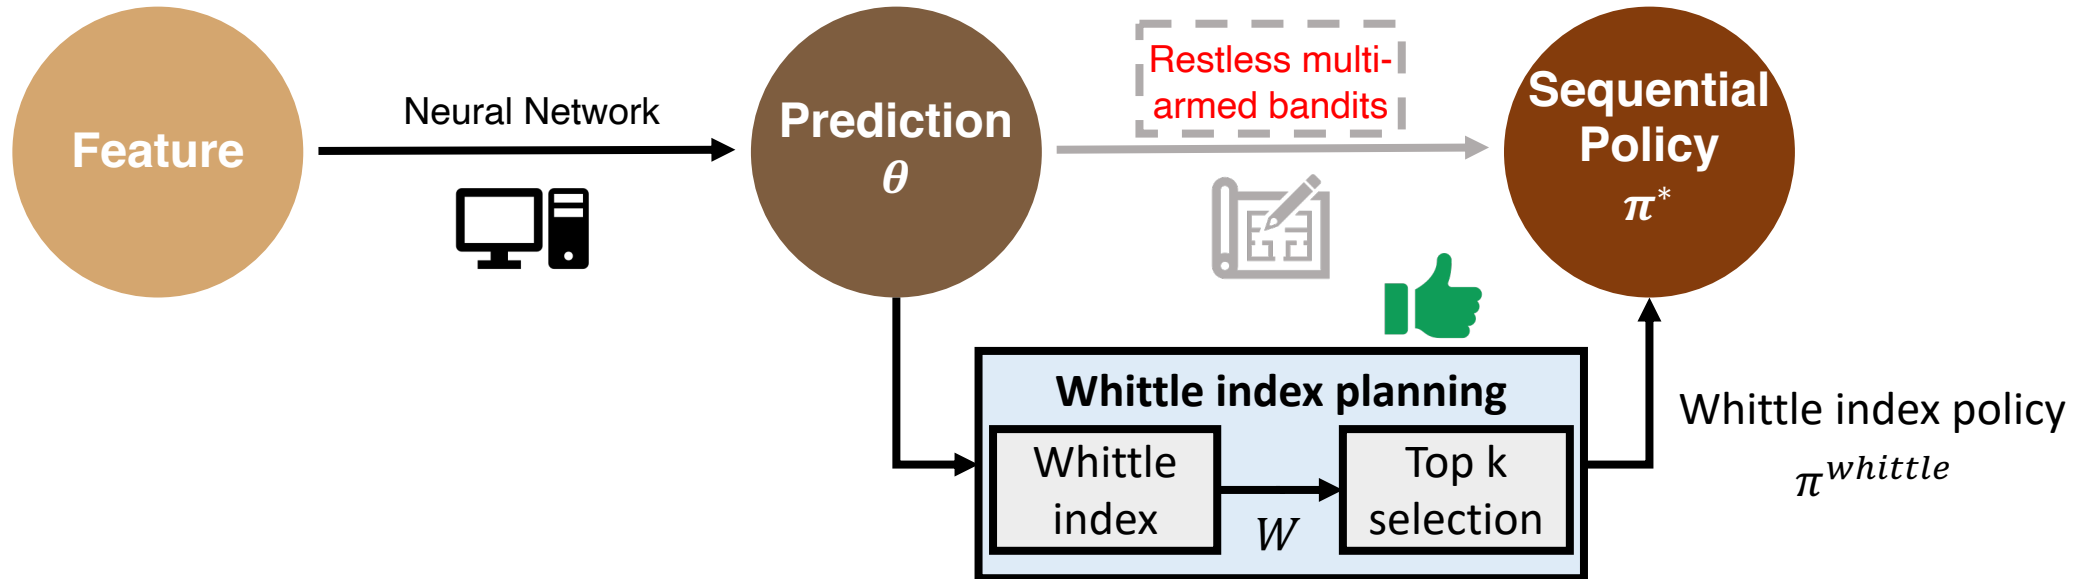 Feature
Neural Network
Prediction
θ
Restless multi-
armed bandits
Sequential
Policy
π*
Whittle index planning
Whittle
index
W
Top k
selection
Whittle index policy
π^whittle